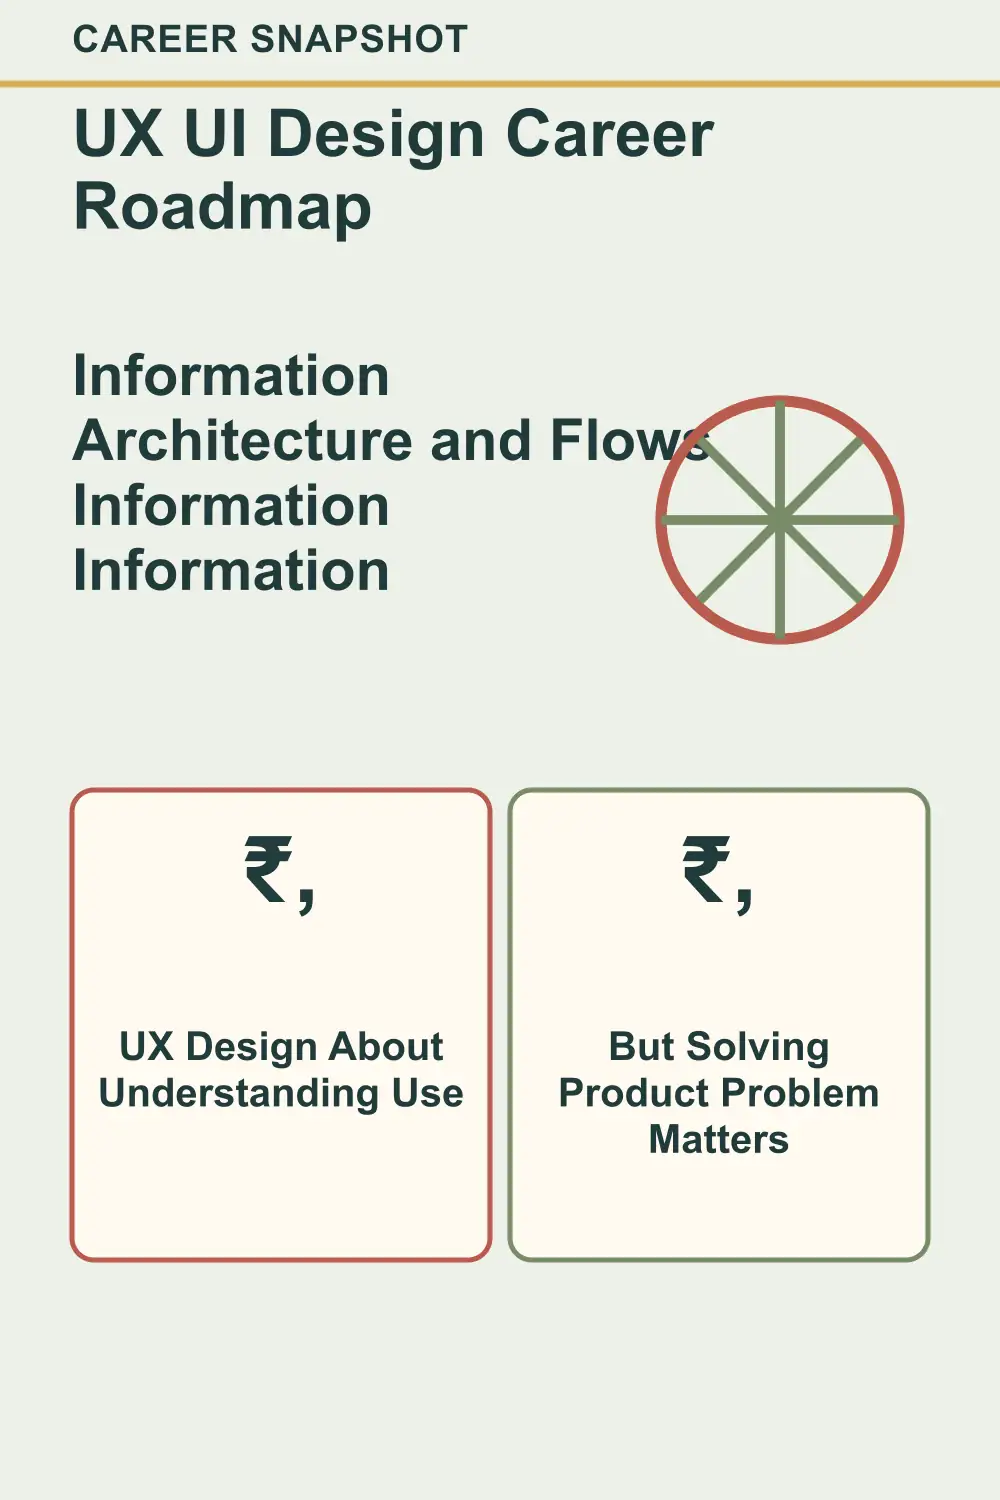 CAREER SNAPSHOT
UX UI Design Career
Roadmap
Information
Architecture and Flows
Information
Information
₹,
UX Design About
Understanding Use
₹,
But Solving
Product Problem
Matters